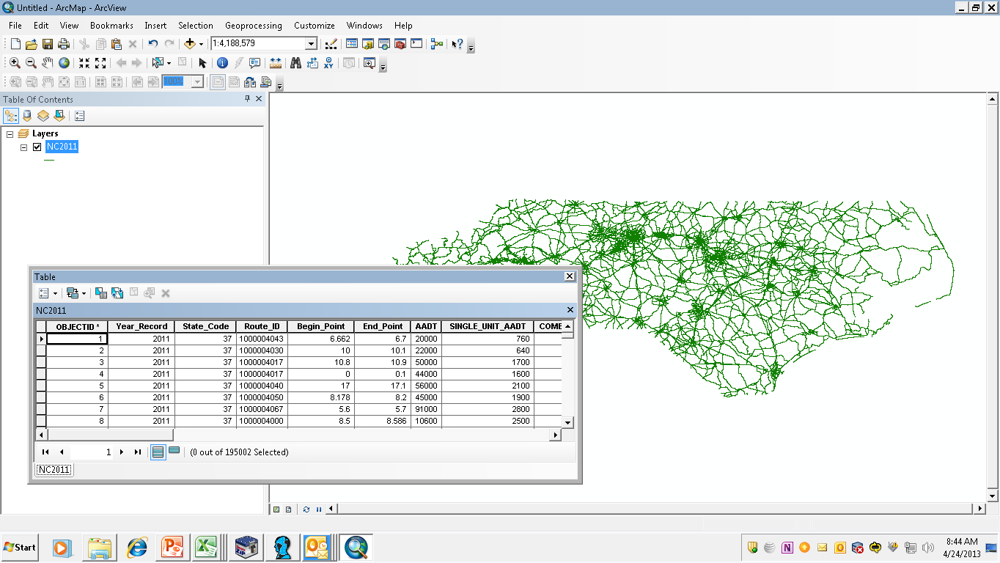 Untitled - ArcMap - ArcView
File Edit View Bookmarks Insert Selection Geoprocessing Customize Windows Help
1:4,188,579
XY
100%
Table Of Contents
Layers
NC2011
Table
NC2011
OBJECTID * Year_Record State_Code Route_ID Begin_Point End_Point AADT SINGLE_UNIT_AADT COMB
1 2011 37 1000004043 6.662 6.7 20000 760
2 2011 37 1000004030 10 10.1 22000 640
3 2011 37 1000004017 10.8 10.9 50000 1700
4 2011 37 1000004017 0 0.1 44000 1600
5 2011 37 1000004040 17 17.1 56000 2100
6 2011 37 1000004050 8.178 8.2 45000 1900
7 2011 37 1000004067 5.6 5.7 91000 2800
8 2011 37 1000004000 8.5 8.586 10600 2500
1 (0 out of 195002 Selected)
NC2011
Start
ZIP
8:44 AM
4/24/2013